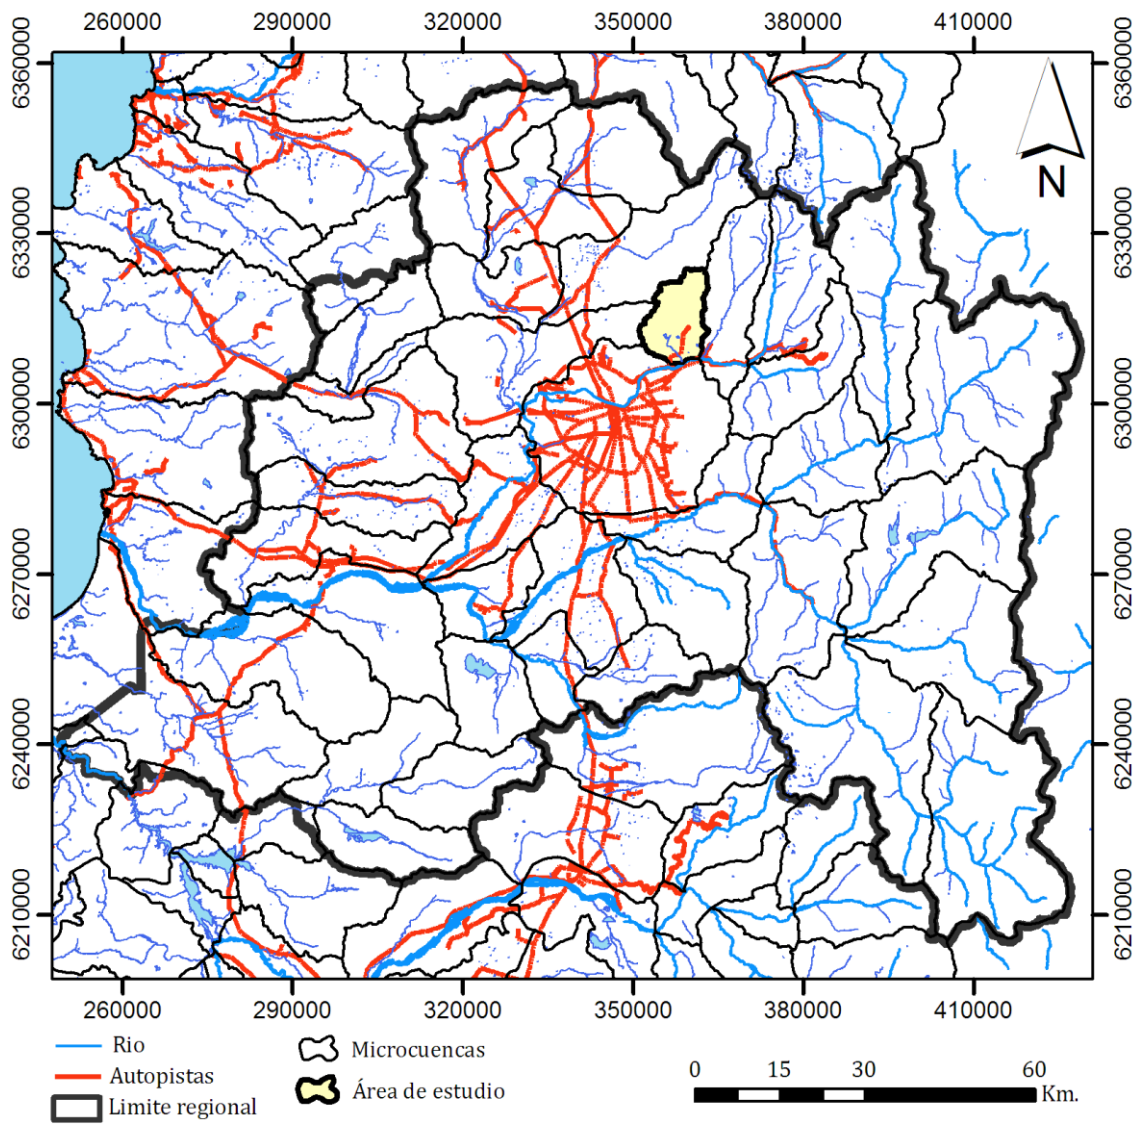 260000 290000 320000 350000 380000 410000
6360000 6360000
N
6330000 6330000
6300000 6300000
6270000 6270000
6240000 6240000
6210000 6210000
260000 290000 320000 350000 380000 410000
Rio
Autopistas
Limite regional
Microcuencas
Área de estudio
0 15 30 60
Km.